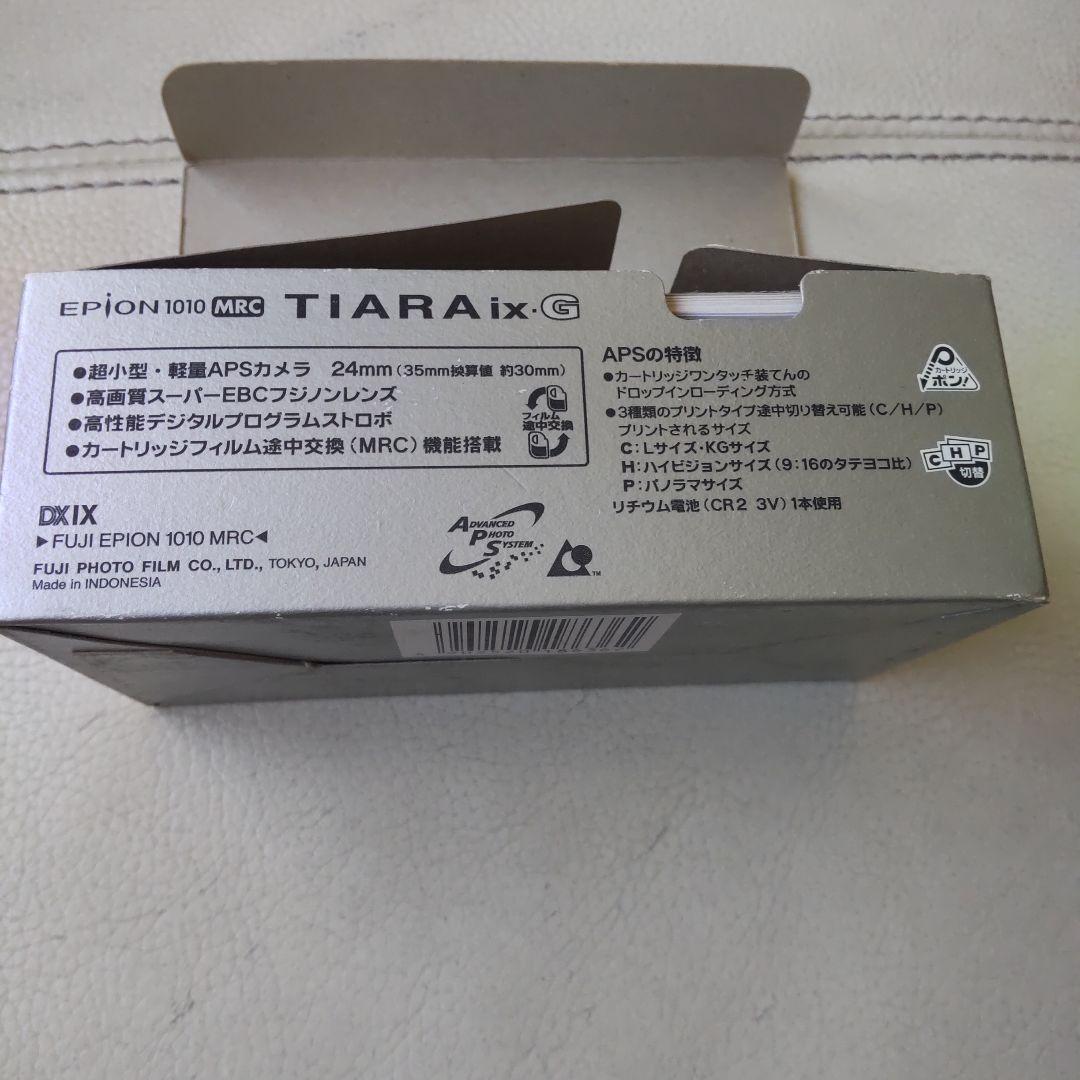 EPiON 1010 MRC TIARA ix・G
●超小型・軽量APSカメラ 24mm(35mm換算値 約30mm)
●高画質スーパーEBCフジノンレンズ
●高性能デジタルプログラムストロボ
●カートリッジフィルム途中交換(MRC)機能搭載
フィルム
途中交換
APSの特徴
●カートリッジワンタッチ装てんの
ドロップインローディング方式
●3種類のプリントタイプ途中切り替え可能(C/H/P)
プリントされるサイズ
C:Lサイズ・KGサイズ
H:ハイビジョンサイズ(9:16のタテヨコ比)
P:パノラマサイズ
リチウム電池(CR2 3V)1本使用
カートリッジ
ポン!
C H P
切替
DXIX
▶FUJI EPION 1010 MRC◀
FUJI PHOTO FILM CO., LTD., TOKYO, JAPAN
Made in INDONESIA
ADVANCED
PHOTO
SYSTEM
TM